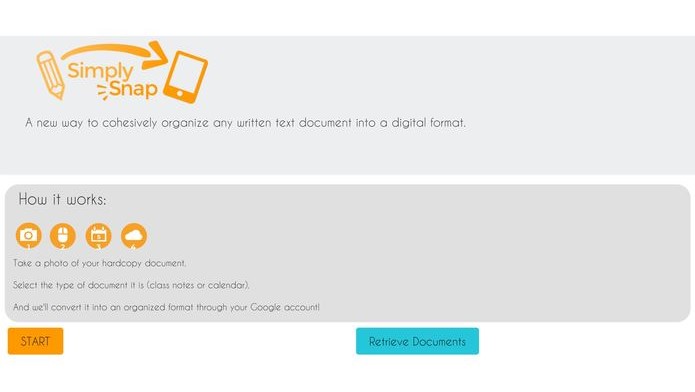 Simply
Snap
A new way to cohesively organize any written text document into a digital format.
How it works:
1 2 3 4
Take a photo of your hardcopy document,
Select the type of document it is (class notes or calendar),
And we'll convert it into an organized format through your Google account!
START
Retrieve Documents